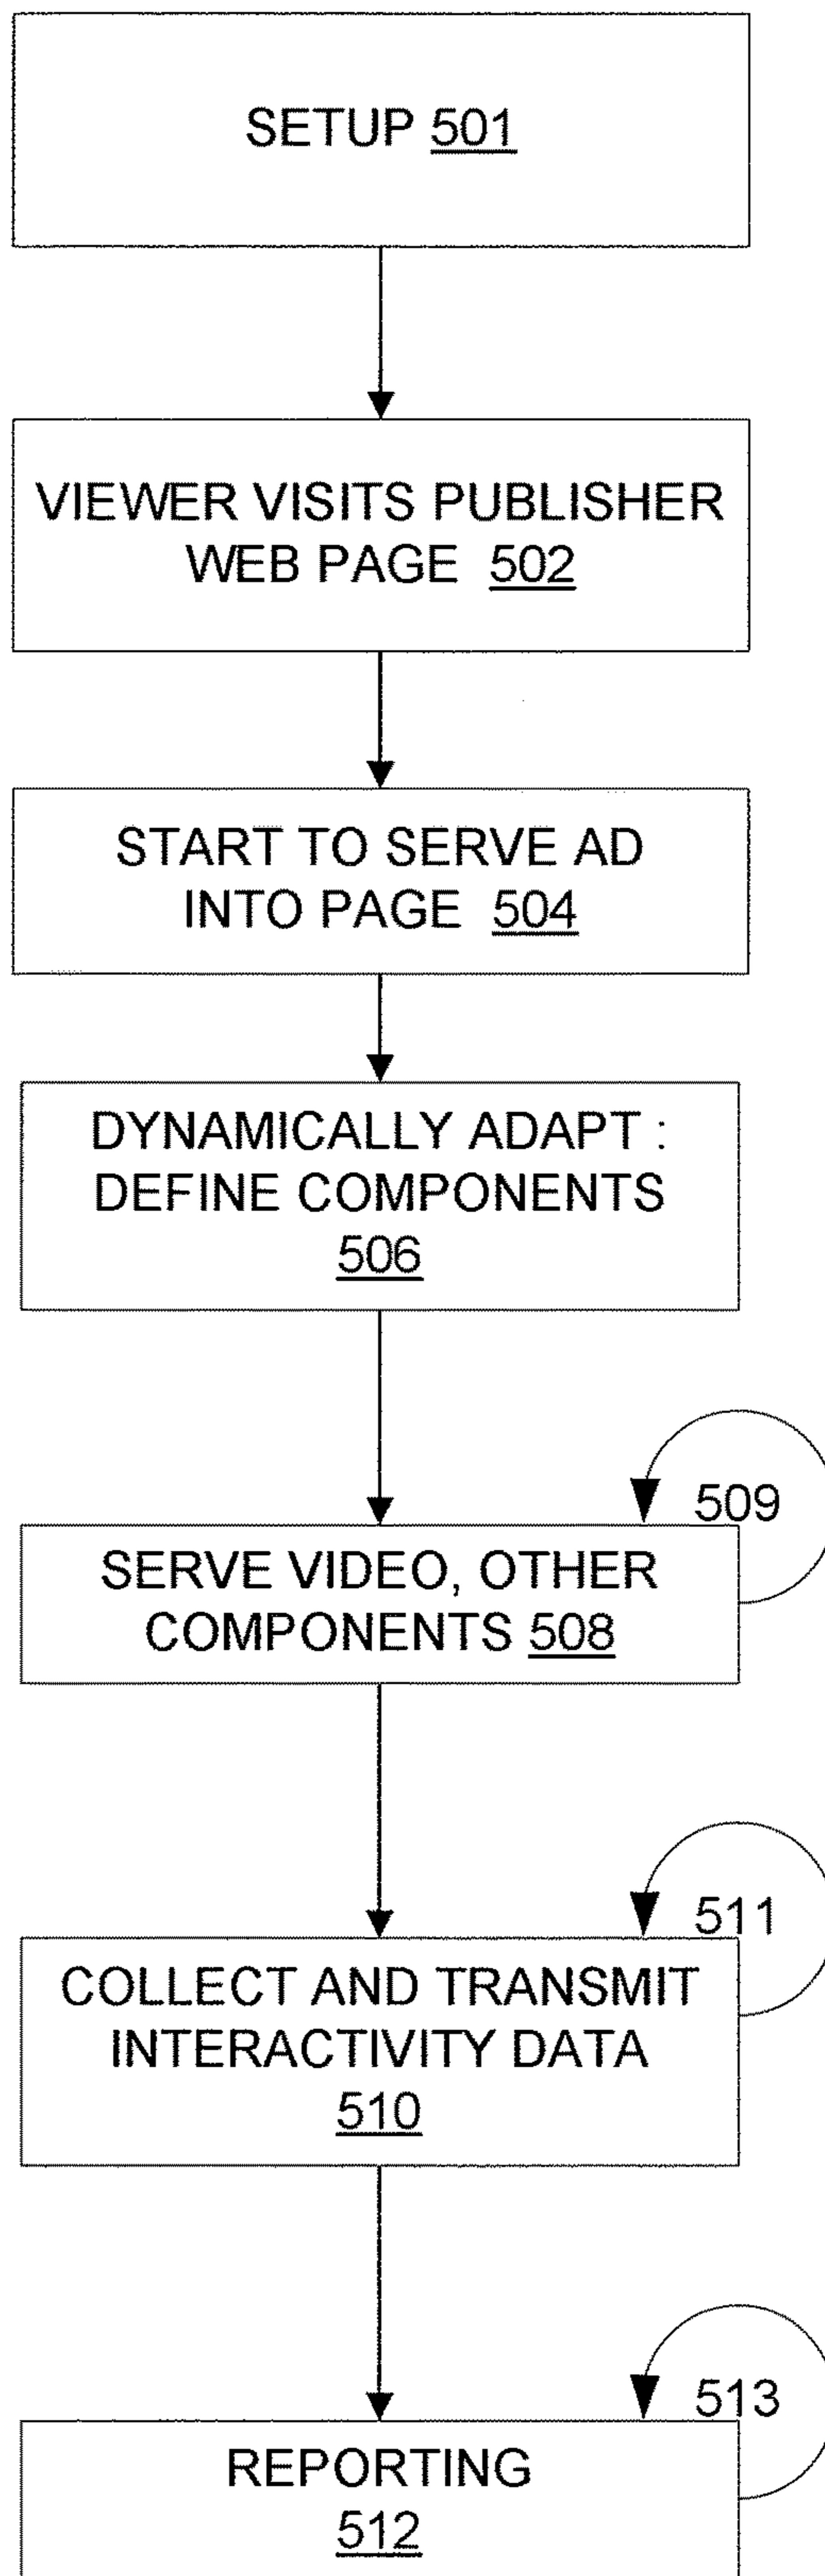 SETUP 501
VIEWER VISITS PUBLISHER
WEB PAGE 502
START TO SERVE AD
INTO PAGE 504
DYNAMICALLY ADAPT :
DEFINE COMPONENTS
506
509
SERVE VIDEO, OTHER
COMPONENTS 508
511
COLLECT AND TRANSMIT
INTERACTIVITY DATA
510
513
REPORTING
512